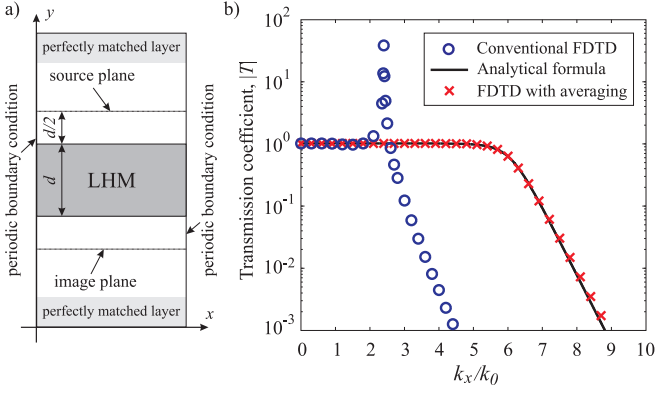 a)
y
perfectly matched layer
source plane
d/2
d
LHM
periodic boundary condition
periodic boundary condition
image plane
perfectly matched layer
x
b)
Transmission coefficient, |T|
10^2
10^1
10^0
10^-1
10^-2
10^-3
Conventional FDTD
Analytical formula
FDTD with averaging
0 1 2 3 4 5 6 7 8 9 10
k_x/k_0